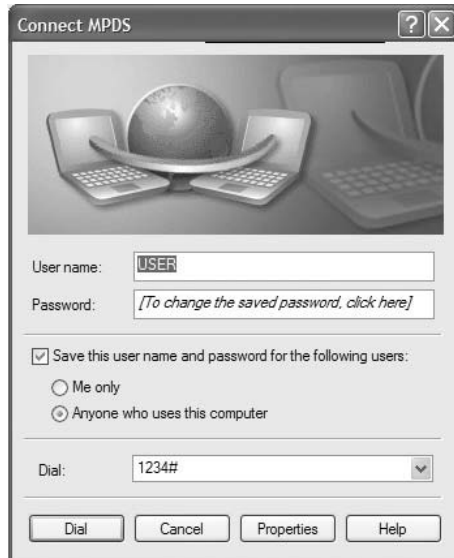 Connect MPDS
User name: USER
Password: [To change the saved password, click here]
Save this user name and password for the following users:
Me only
Anyone who uses this computer
Dial: 1234#
Dial Cancel Properties Help